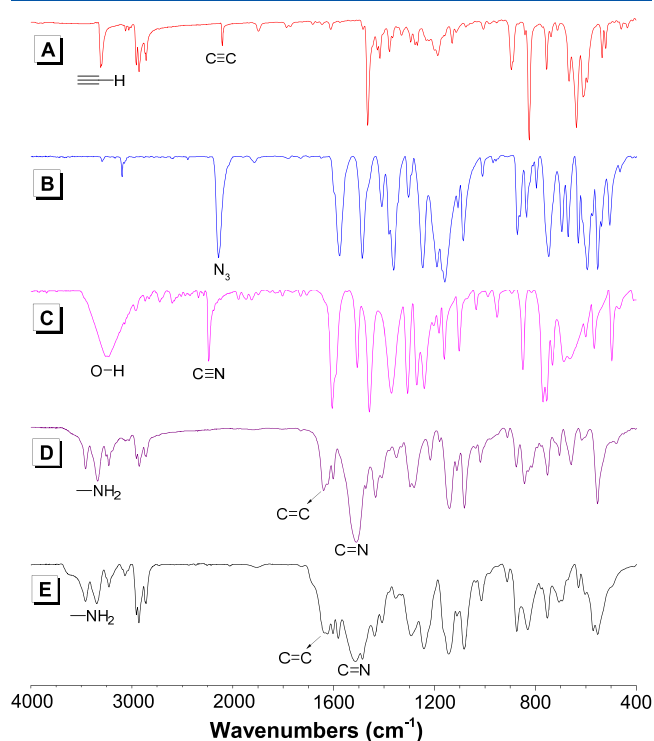 A
C≡C
H
B
N₃
C
O–H
C≡N
D
—NH₂
C=C
C=N
E
—NH₂
C=C
C=N
4000 3000 2000 1600 1200 800 400
Wavenumbers (cm⁻¹)